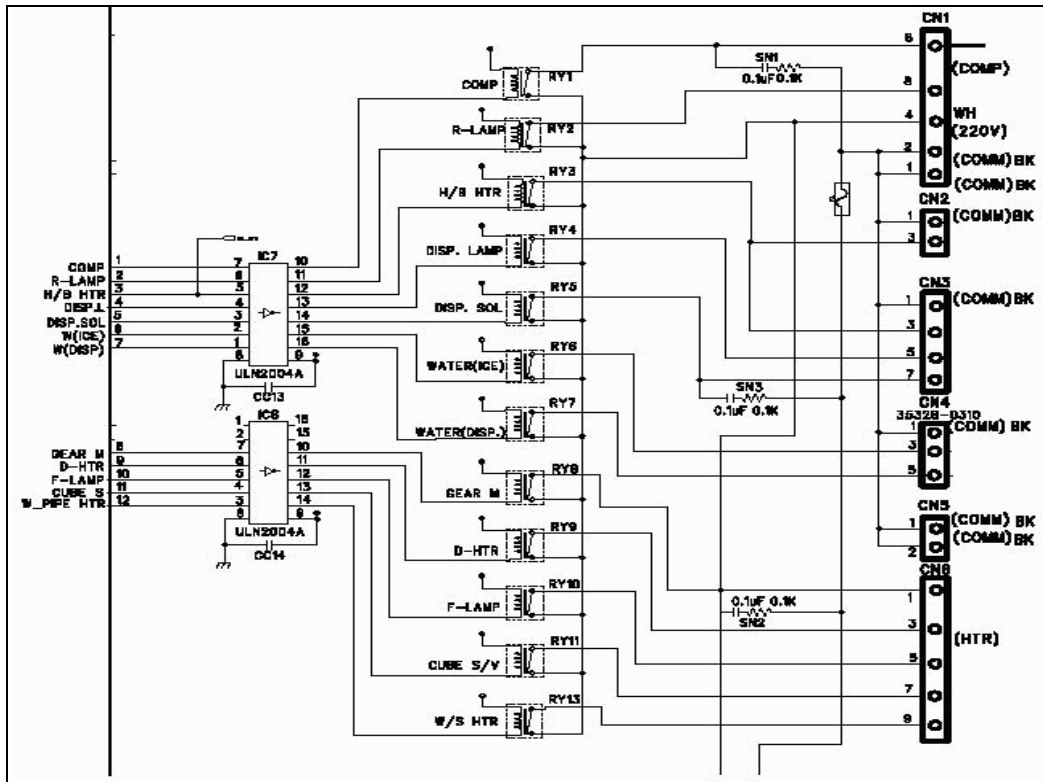 CN1
6
(COMP)
SN1
0.1uF 0.1K
8
WH
4
(220V)
2
(COMM)BK
1
(COMM)BK
CN2
1
(COMM)BK
3
CN3
1
(COMM)BK
3
5
7
SN3
0.1uF 0.1K
CN4
35328-0310
1
(COMM) BK
3
5
CN5
1
(COMM)BK
2
(COMM)BK
CN6
1
3
(HTR)
5
7
9
0.1uF 0.1K
SN2
COMP
RY1
R-LAMP
RY2
H/B HTR
RY3
DISP. LAMP
RY4
DISP. SOL
RY5
WATER(ICE)
RY6
WATER(DISP.)
RY7
GEAR M
RY8
D-HTR
RY9
F-LAMP
RY10
CUBE S/V
RY11
W/S HTR
RY13
IC7
COMP 1 7 10
R-LAMP 2 6 11
H/B HTR 3 5 12
DISP.L 4 4 13
DISP.SOL 5 3 14
W(ICE) 6 2 15
W(DISP) 7 1 16
8 9
ULN2004A
CC13
1 16
2 15
GEAR M 8 7 10
D-HTR 9 6 11
F-LAMP 10 5 12
CUBE S 11 4 13
W_PIPE HTR 12 3 14
8 9
ULN2004A
CC14